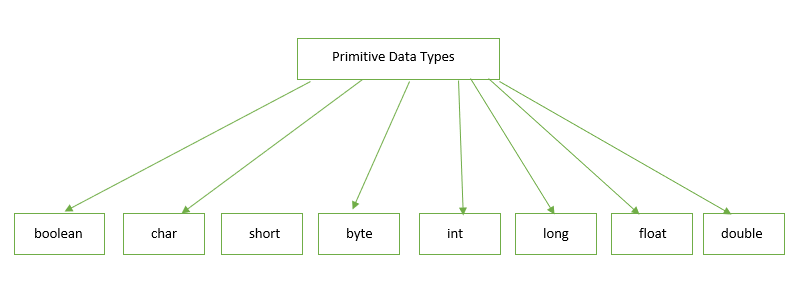 Primitive Data Types
boolean
char
short
byte
int
long
float
double